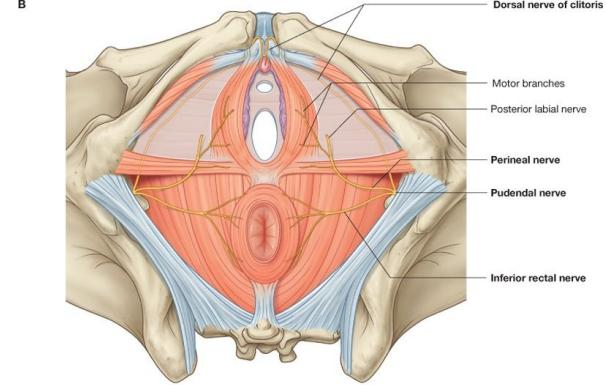 B
Dorsal nerve of clitoris
Motor branches
Posterior labial nerve
Perineal nerve
Pudendal nerve
Inferior rectal nerve